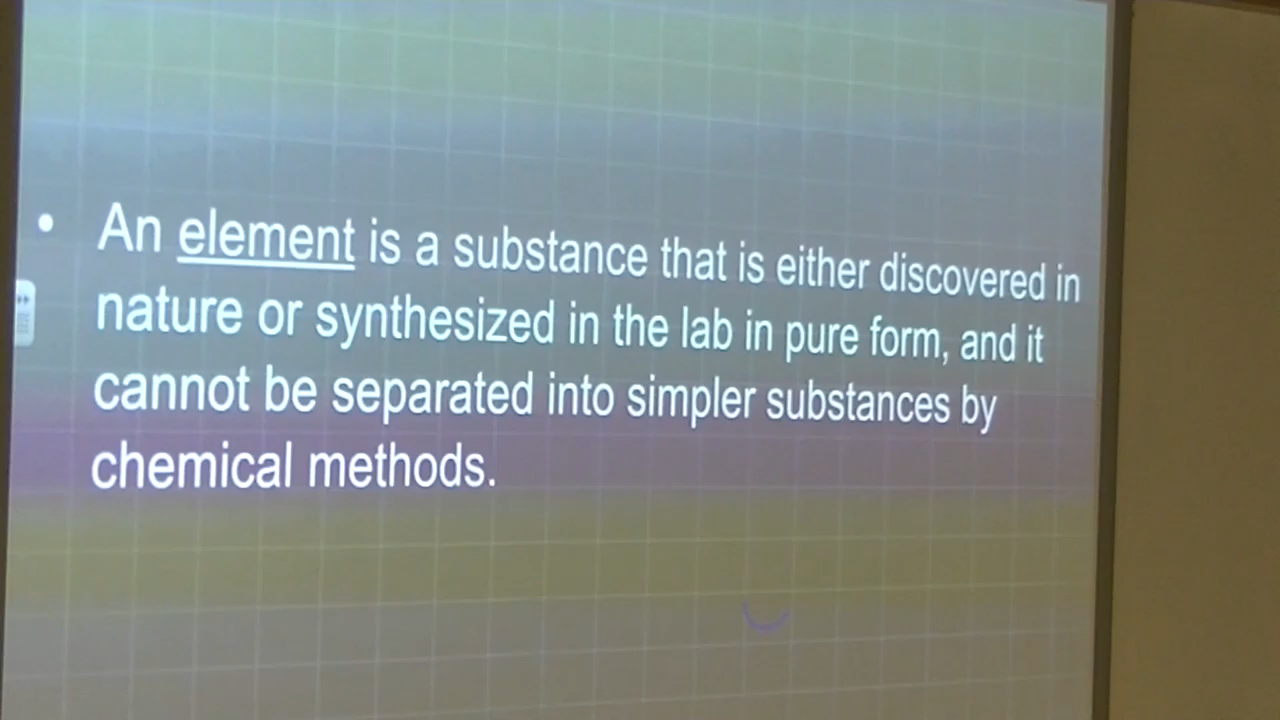 • An element is a substance that is either discovered in
nature or synthesized in the lab in pure form, and it
cannot be separated into simpler substances by
chemical methods.